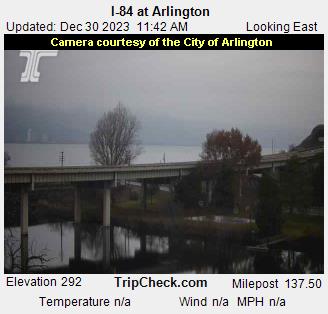 I-84 at Arlington
Updated: Dec 30 2023 11:42 AM Looking East
Camera courtesy of the City of Arlington
Elevation 292 TripCheck.com Milepost 137.50
Temperature n/a Wind n/a MPH n/a